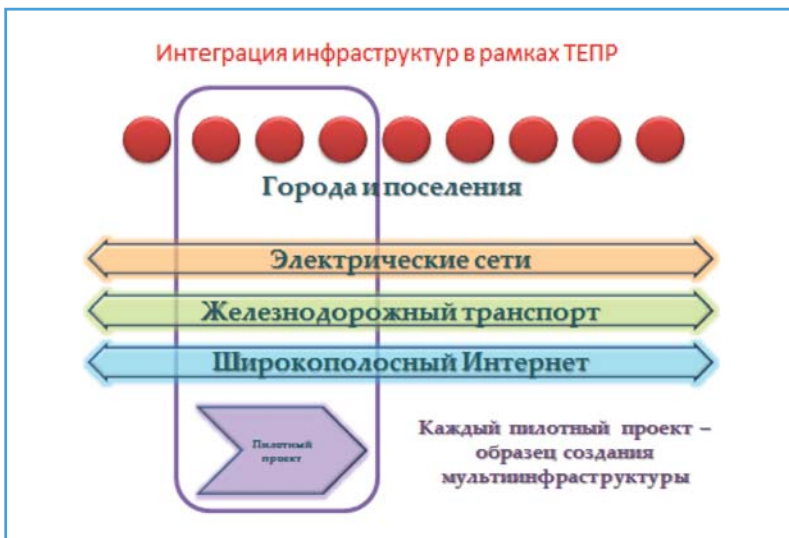 Интеграция инфраструктур в рамках ТЕПР
Города и поселения
Электрические сети
Железнодорожный транспорт
Широкополосный Интернет
Пилотный
проект
Каждый пилотный проект –
образец создания
мультиинфраструктуры